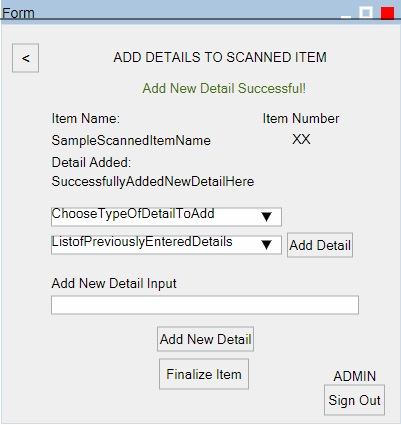 Form
<
ADD DETAILS TO SCANNED ITEM
Add New Detail Successful!
Item Name: Item Number
SampleScannedItemName XX
Detail Added:
SuccessfullyAddedNewDetailHere
ChooseTypeOfDetailToAdd
ListofPreviouslyEnteredDetails Add Detail
Add New Detail Input
Add New Detail
Finalize Item
ADMIN
Sign Out